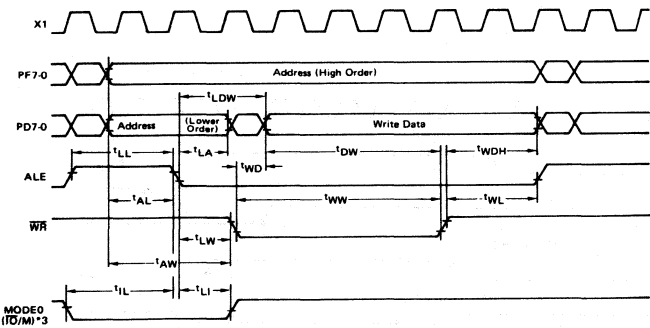 X1
PF7-0
Address (High Order)
tLDW
PD7-0
Address
(Lower Order)
Write Data
tLL
tLA
tWD
tDW
tWDH
ALE
tAL
tWW
tWL
WR
tLW
tAW
tIL
tLI
MODE0
(IO/M)*3